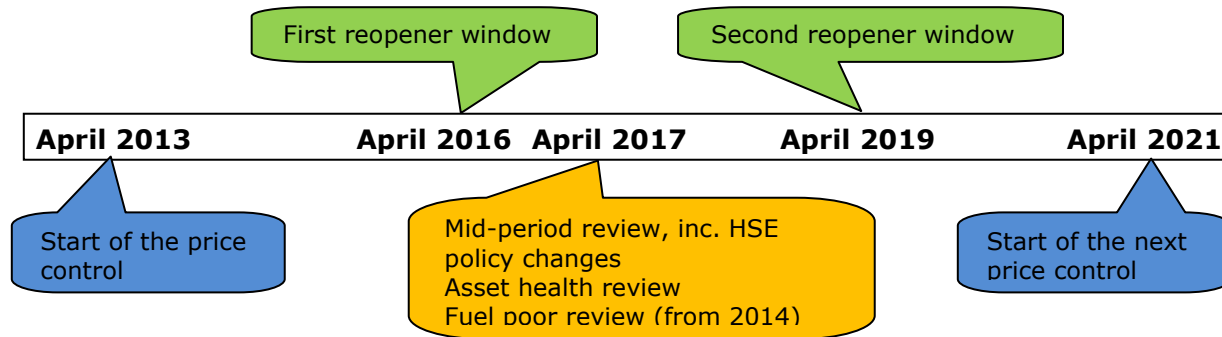 First reopener window
Second reopener window
April 2013
April 2016
April 2017
April 2019
April 2021
Start of the price
control
Mid-period review, inc. HSE
policy changes
Asset health review
Fuel poor review (from 2014)
Start of the next
price control